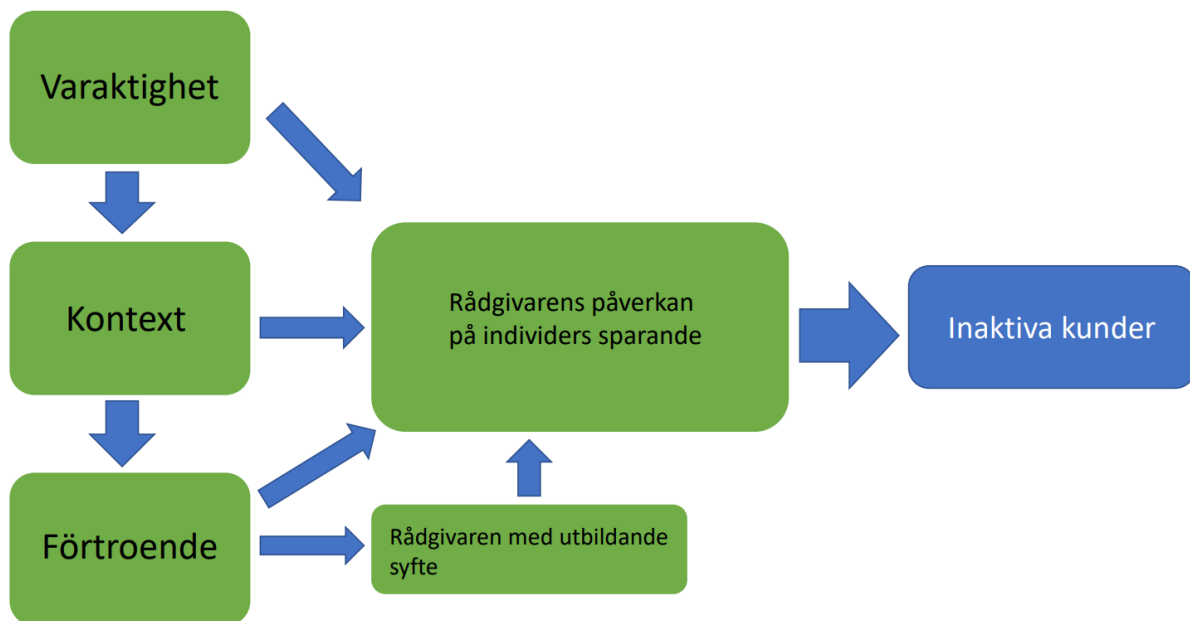 Varaktighet
Kontext
Rådgivarens påverkan
på individers sparande
Inaktiva kunder
Förtroende
Rådgivaren med utbildande
syfte